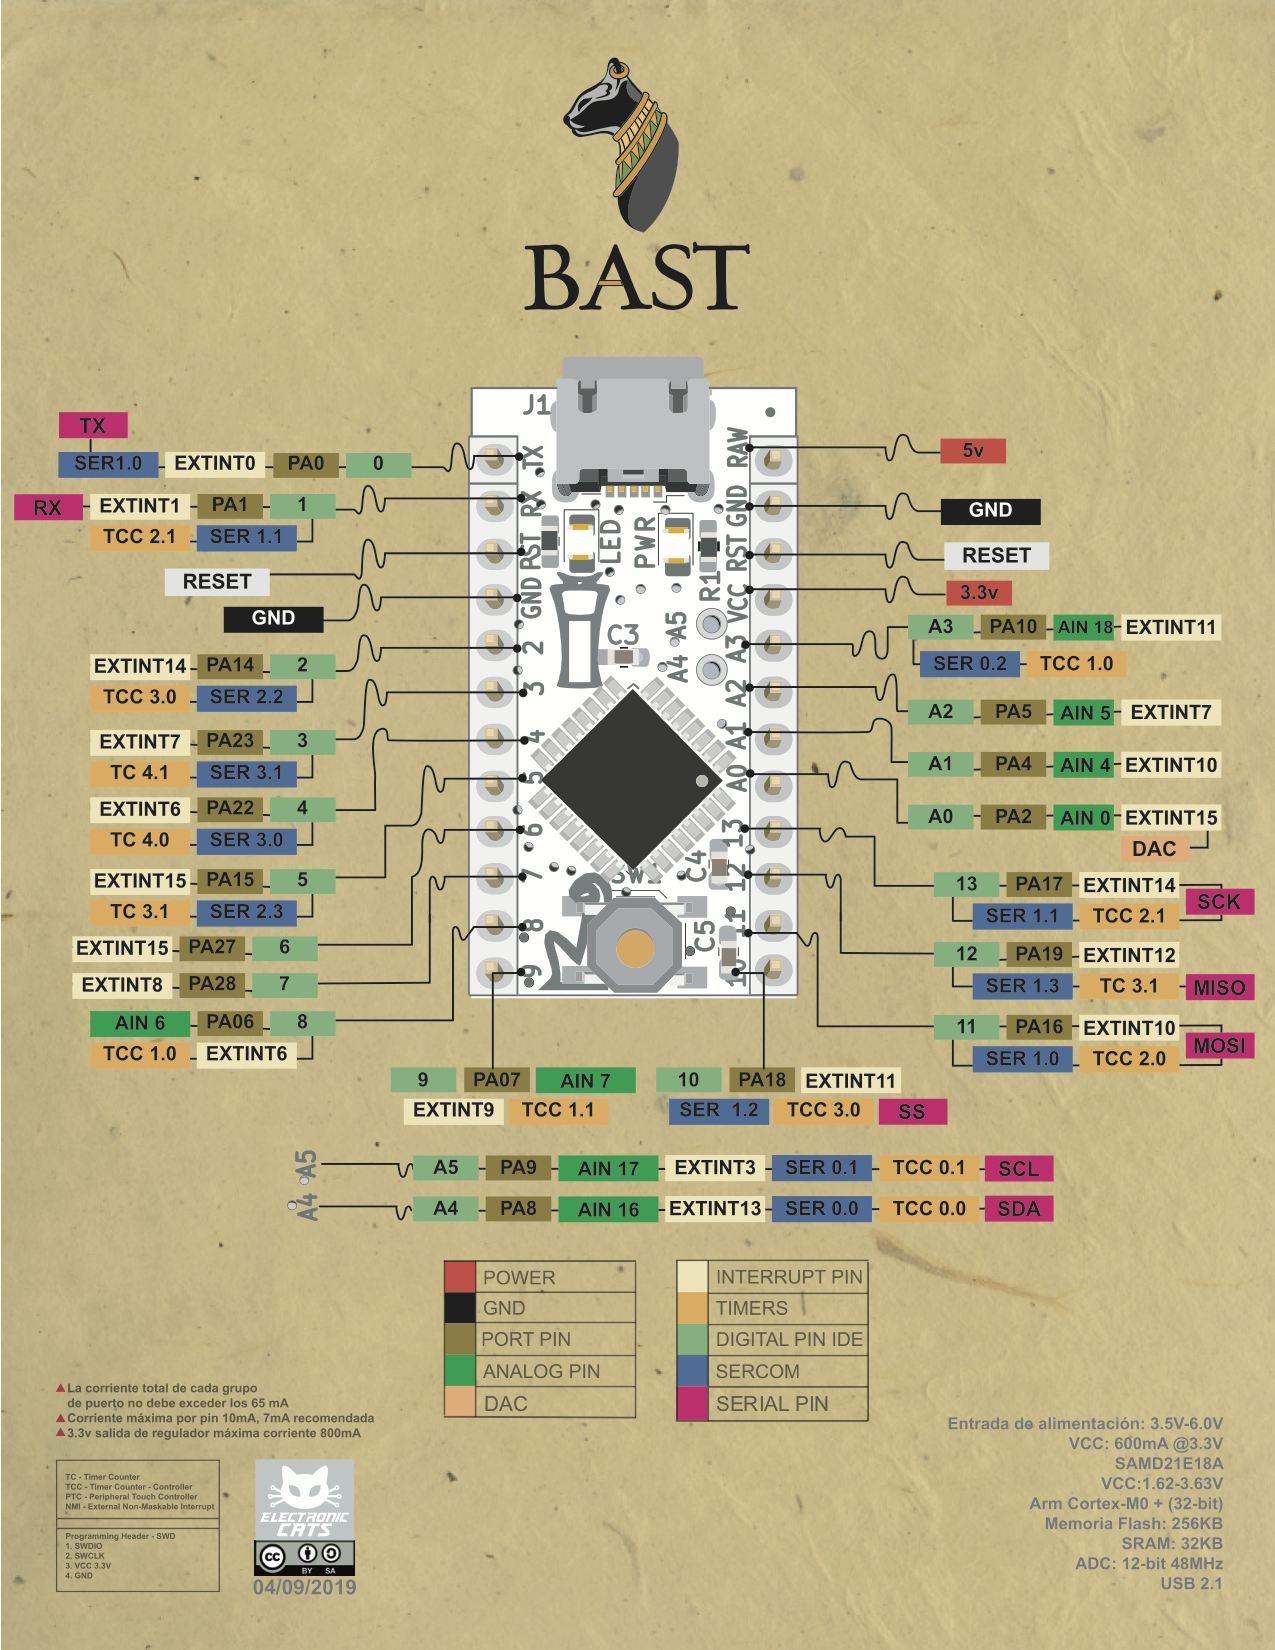 BAST
J1
TX
RX
RST
GND
2
3
4
5
6
7
8
9
RAW
GND
RST
VCC
A3
A2
A1
A0
13
12
11
10
LED
PWR
R1
C3
A5
A4
C4
C5
TX
SER1.0 EXTINT0 PA0 0
RX EXTINT1 PA1 1
TCC 2.1 SER 1.1
RESET
GND
EXTINT14 PA14 2
TCC 3.0 SER 2.2
EXTINT7 PA23 3
TC 4.1 SER 3.1
EXTINT6 PA22 4
TC 4.0 SER 3.0
EXTINT15 PA15 5
TC 3.1 SER 2.3
EXTINT15 PA27 6
EXTINT8 PA28 7
AIN 6 PA06 8
TCC 1.0 EXTINT6
5v
GND
RESET
3.3v
A3 PA10 AIN 18 EXTINT11
SER 0.2 TCC 1.0
A2 PA5 AIN 5 EXTINT7
A1 PA4 AIN 4 EXTINT10
A0 PA2 AIN 0 EXTINT15
DAC
13 PA17 EXTINT14
SCK
SER 1.1 TCC 2.1
12 PA19 EXTINT12
SER 1.3 TC 3.1 MISO
11 PA16 EXTINT10
MOSI
SER 1.0 TCC 2.0
9 PA07 AIN 7
EXTINT9 TCC 1.1
10 PA18 EXTINT11
SER 1.2 TCC 3.0 SS
A5 A5 PA9 AIN 17 EXTINT3 SER 0.1 TCC 0.1 SCL
A4 A4 PA8 AIN 16 EXTINT13 SER 0.0 TCC 0.0 SDA
POWER
GND
PORT PIN
ANALOG PIN
DAC
INTERRUPT PIN
TIMERS
DIGITAL PIN IDE
SERCOM
SERIAL PIN
La corriente total de cada grupo
de puerto no debe exceder los 65 mA
Corriente máxima por pin 10mA, 7mA recomendada
3.3v salida de regulador máxima corriente 800mA
TC - Timer Counter
TCC - Timer Counter - Controller
PTC - Peripheral Touch Controller
NMI - External Non-Maskable Interrupt
Programming Header - SWD
1. SWDIO
2. SWCLK
3. VCC 3.3V
4. GND
ELECTRONIC
CATS
cc
BY SA
04/09/2019
Entrada de alimentación: 3.5V-6.0V
VCC: 600mA @3.3V
SAMD21E18A
VCC:1.62-3.63V
Arm Cortex-M0 + (32-bit)
Memoria Flash: 256KB
SRAM: 32KB
ADC: 12-bit 48MHz
USB 2.1